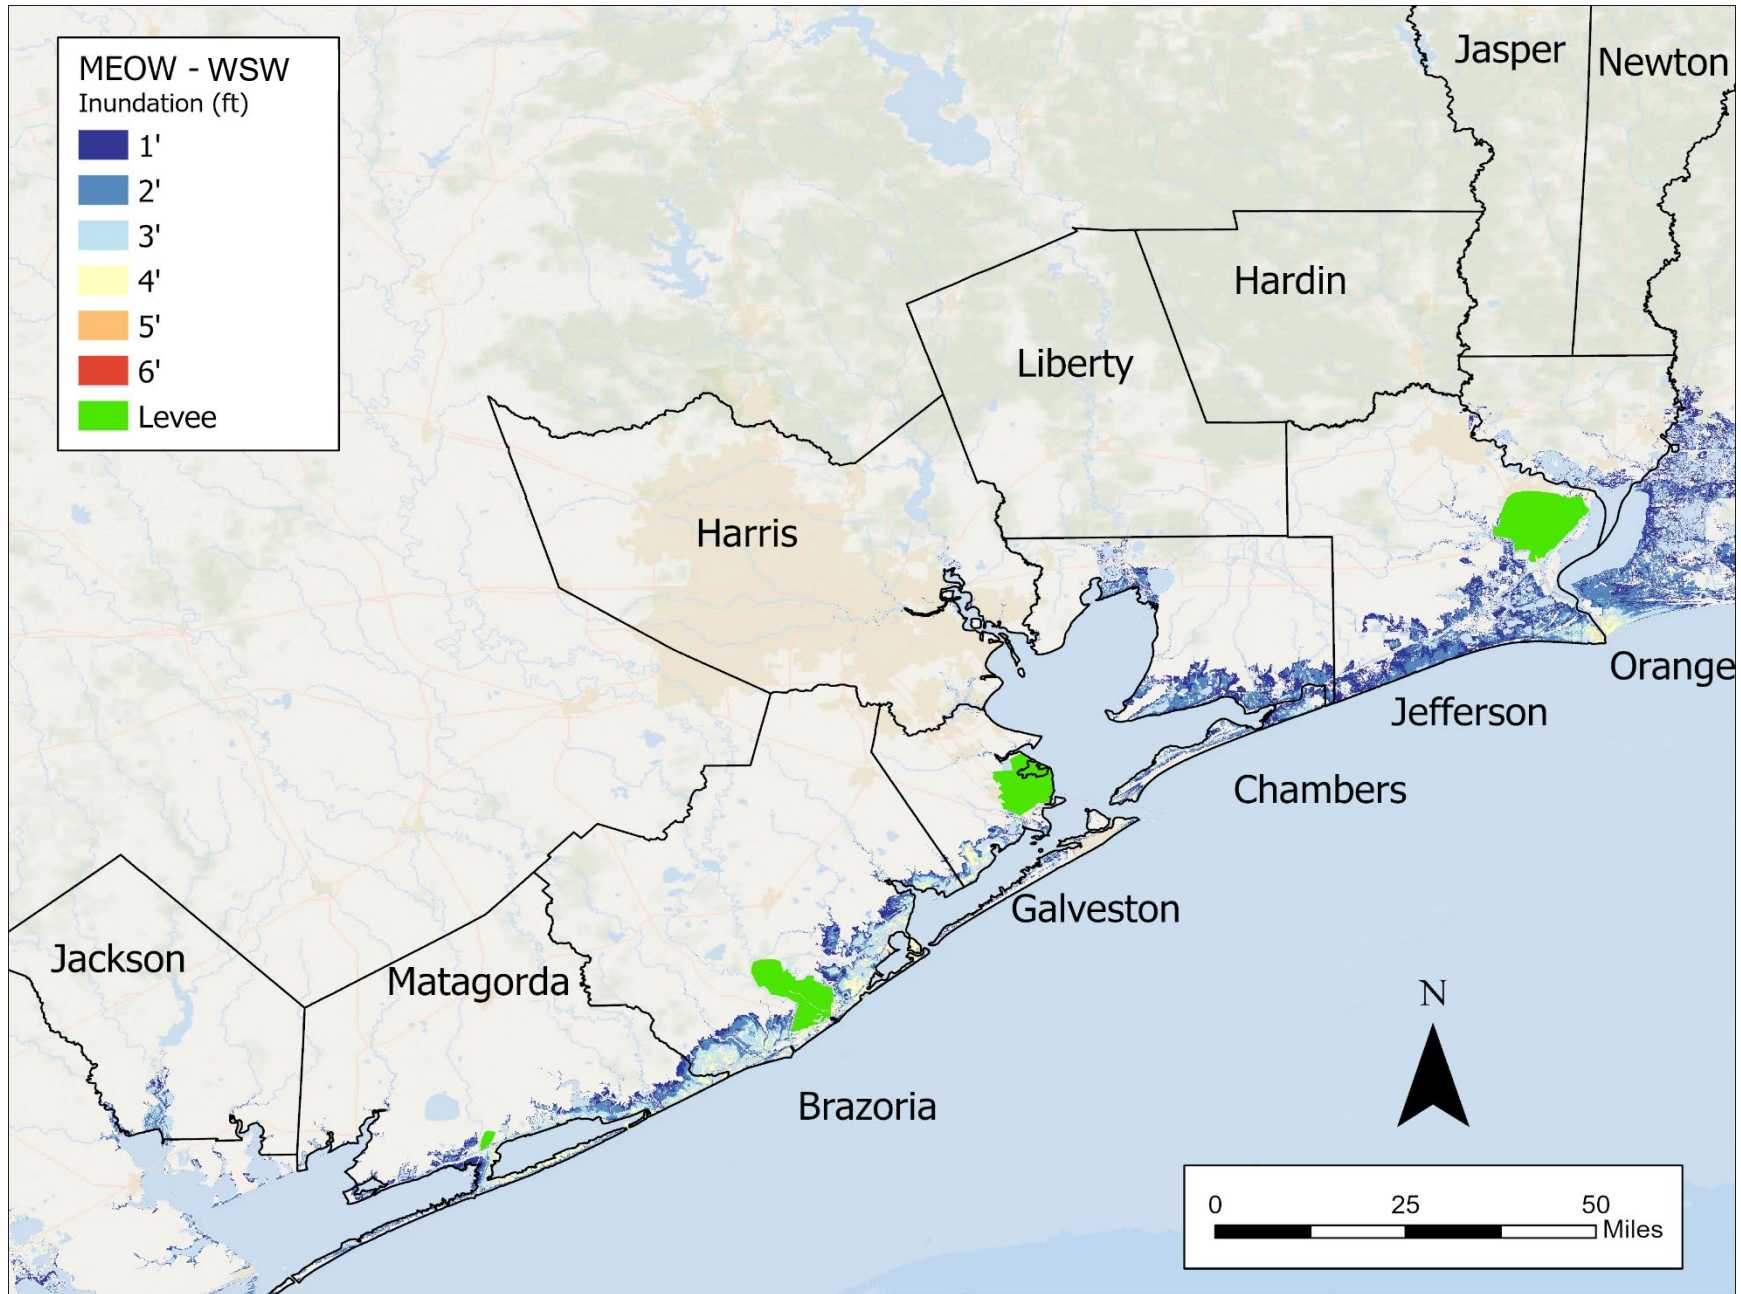 MEOW - WSW
Inundation (ft)
1'
2'
3'
4'
5'
6'
Levee
Jasper
Newton
Hardin
Liberty
Harris
Orange
Jefferson
Chambers
Galveston
Jackson
Matagorda
Brazoria
N
0 25 50
Miles